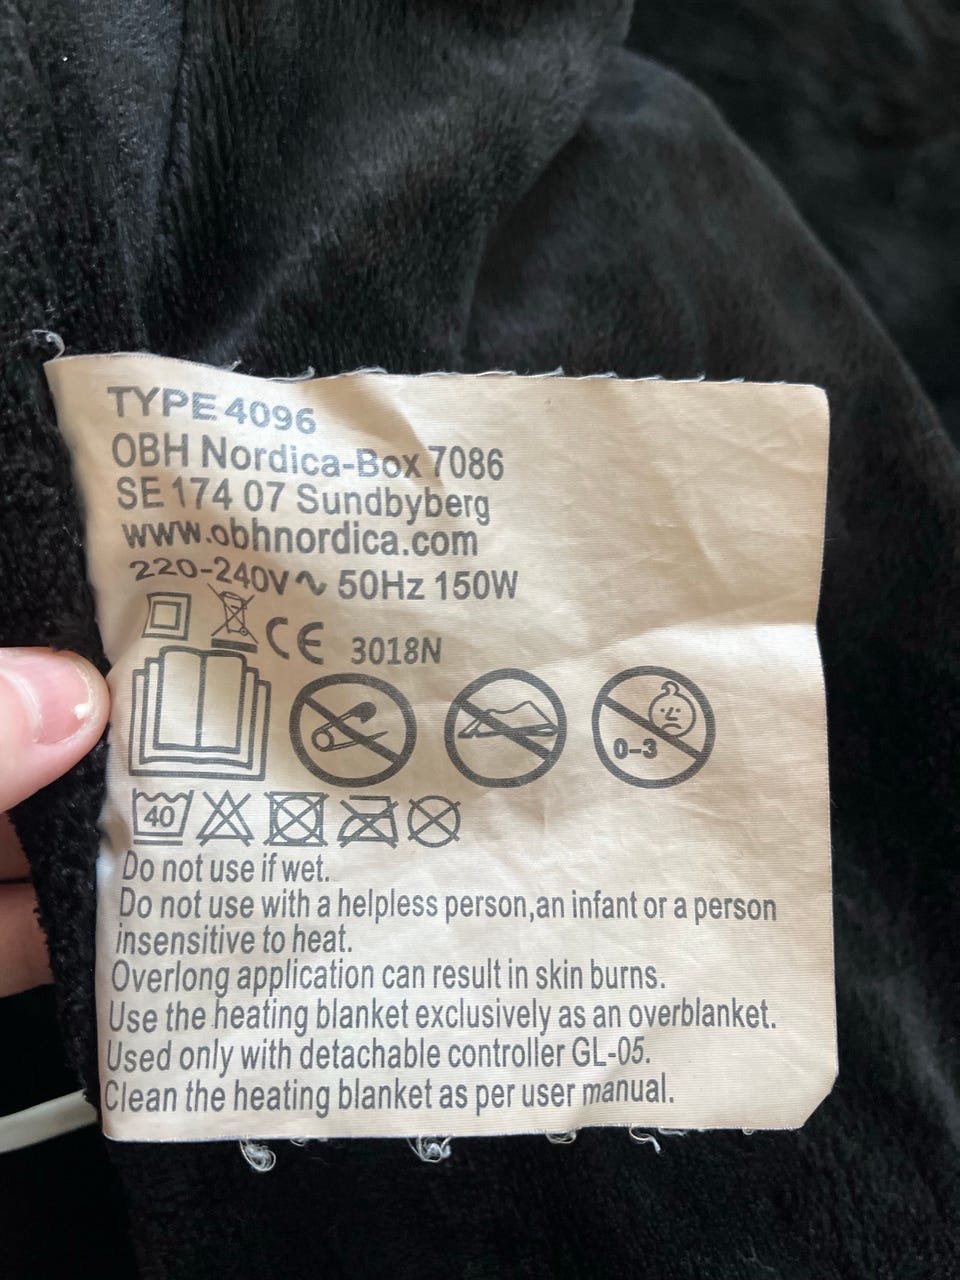 TYPE 4096
OBH Nordica-Box 7086
SE 174 07 Sundbyberg
www.obhnordica.com
220-240V∿ 50Hz 150W
CE 3018N
0-3
40
Do not use if wet.
Do not use with a helpless person,an infant or a person
insensitive to heat.
Overlong application can result in skin burns.
Use the heating blanket exclusively as an overblanket.
Used only with detachable controller GL-05.
Clean the heating blanket as per user manual.